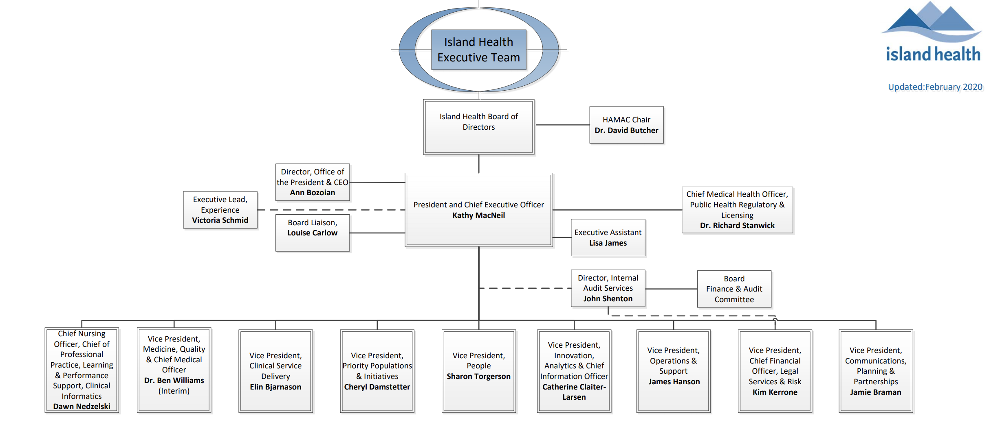 Island Health
Executive Team
island health
Updated:February 2020
Island Health Board of
Directors
HAMAC Chair
Dr. David Butcher
Director, Office of
the President & CEO
Ann Bozoian
Executive Lead,
Experience
Victoria Schmid
Board Liaison,
Louise Carlow
President and Chief Executive Officer
Kathy MacNeil
Chief Medical Health Officer,
Public Health Regulatory &
Licensing
Dr. Richard Stanwick
Executive Assistant
Lisa James
Director, Internal
Audit Services
John Shenton
Board
Finance & Audit
Committee
Chief Nursing
Officer, Chief of
Professional
Practice, Learning
& Performance
Support, Clinical
Informatics
Dawn Nedzelski
Vice President,
Medicine, Quality
& Chief Medical
Officer
Dr. Ben Williams
(Interim)
Vice President,
Clinical Service
Delivery
Elin Bjarnason
Vice President,
Priority Populations
& Initiatives
Cheryl Damstetter
Vice President,
People
Sharon Torgerson
Vice President,
Innovation,
Analytics & Chief
Information Officer
Catherine Claiter-
Larsen
Vice President,
Operations &
Support
James Hanson
Vice President,
Chief Financial
Officer, Legal
Services & Risk
Kim Kerrone
Vice President,
Communications,
Planning &
Partnerships
Jamie Braman